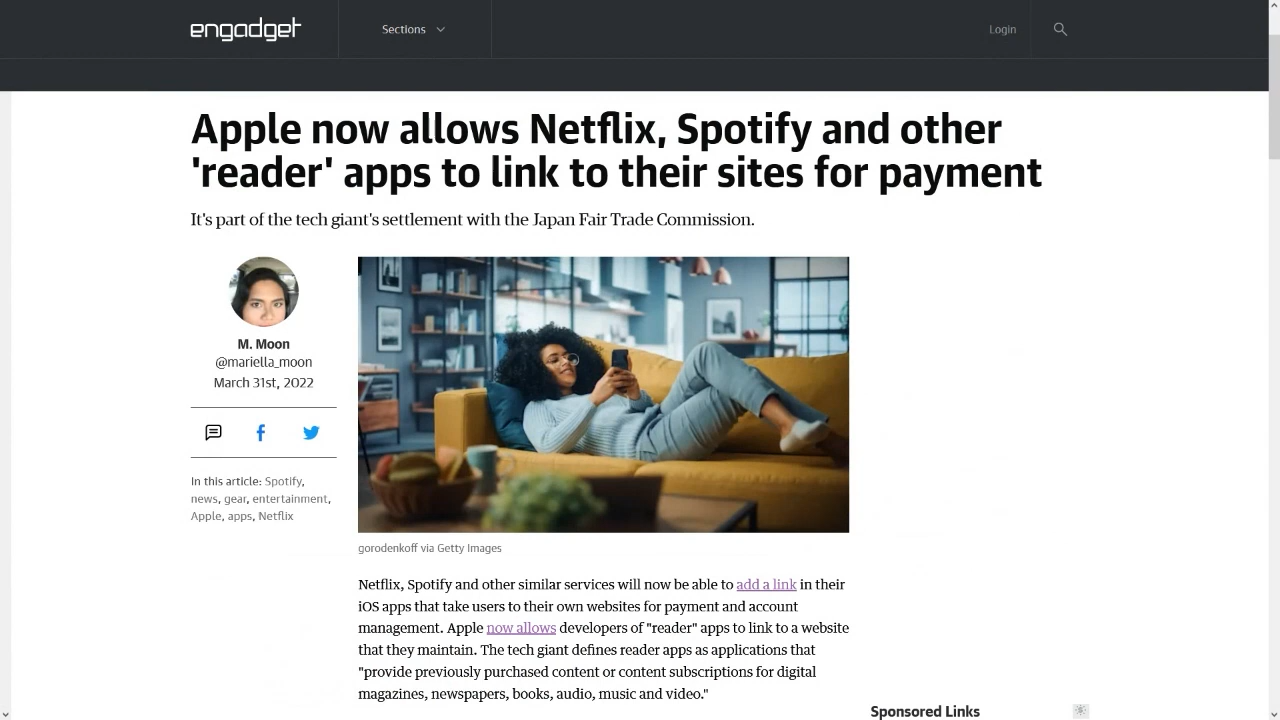 engadget
Sections
Login
Apple now allows Netflix, Spotify and other
'reader' apps to link to their sites for payment
It's part of the tech giant's settlement with the Japan Fair Trade Commission.
M. Moon
@mariella_moon
March 31st, 2022
In this article: Spotify,
news, gear, entertainment,
Apple, apps, Netflix
gorodenkoff via Getty Images
Netflix, Spotify and other similar services will now be able to add a link in their
iOS apps that take users to their own websites for payment and account
management. Apple now allows developers of "reader" apps to link to a website
that they maintain. The tech giant defines reader apps as applications that
"provide previously purchased content or content subscriptions for digital
magazines, newspapers, books, audio, music and video."
Sponsored Links